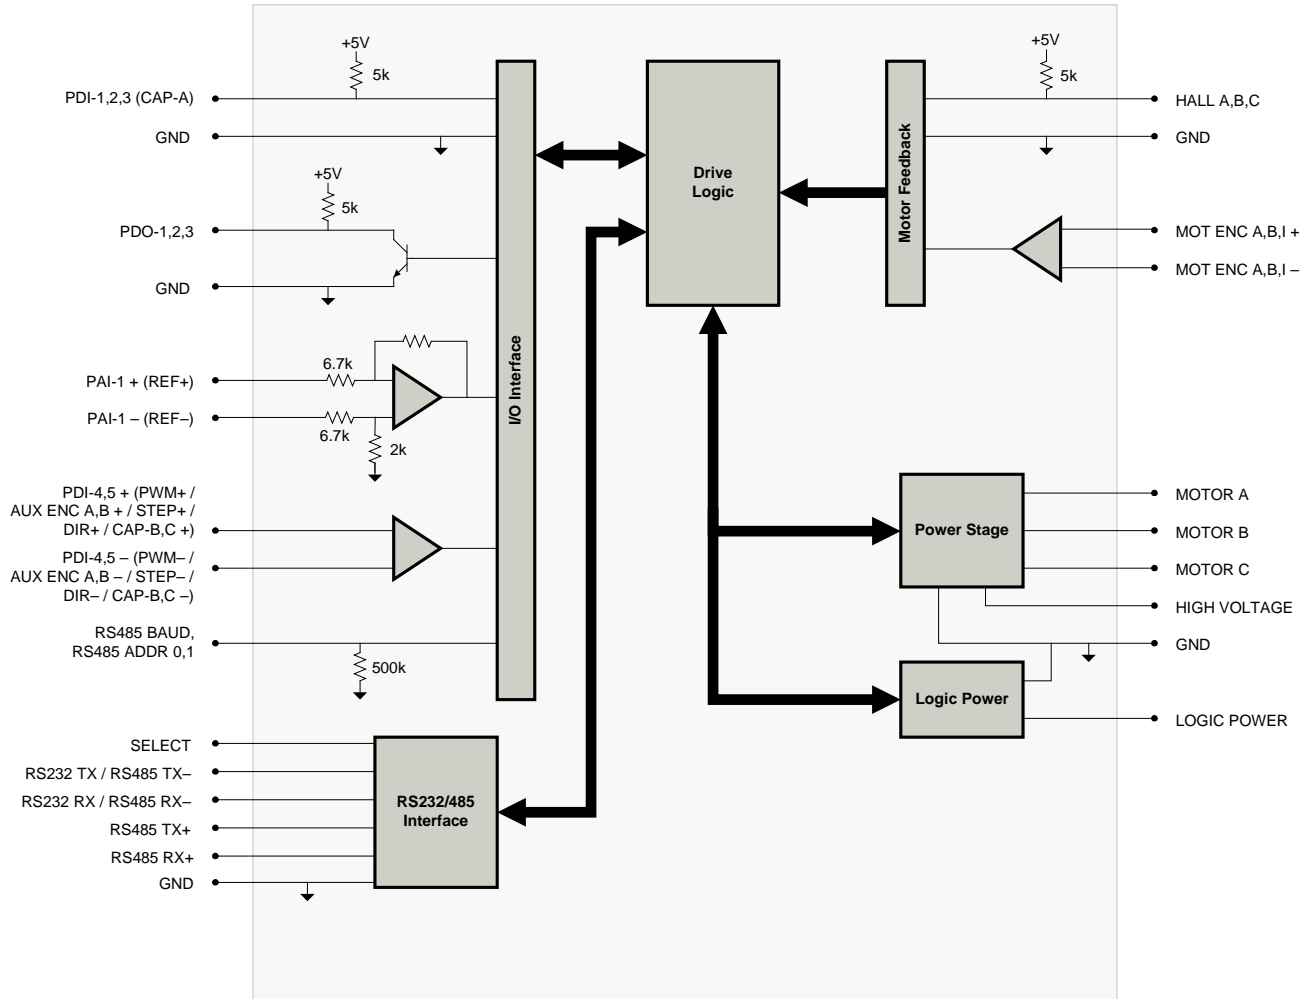 +5V
5k
PDI-1,2,3 (CAP-A)
GND
+5V
5k
PDO-1,2,3
GND
6.7k
PAI-1 + (REF+)
PAI-1 – (REF–)
6.7k
2k
PDI-4,5 + (PWM+ /
AUX ENC A,B + / STEP+ /
DIR+ / CAP-B,C +)
PDI-4,5 – (PWM– /
AUX ENC A,B – / STEP– /
DIR– / CAP-B,C –)
RS485 BAUD,
RS485 ADDR 0,1
500k
I/O Interface
SELECT
RS232 TX / RS485 TX–
RS232 RX / RS485 RX–
RS485 TX+
RS485 RX+
GND
RS232/485
Interface
Drive
Logic
Motor Feedback
+5V
5k
HALL A,B,C
GND
MOT ENC A,B,I +
MOT ENC A,B,I –
Power Stage
MOTOR A
MOTOR B
MOTOR C
HIGH VOLTAGE
GND
Logic Power
LOGIC POWER